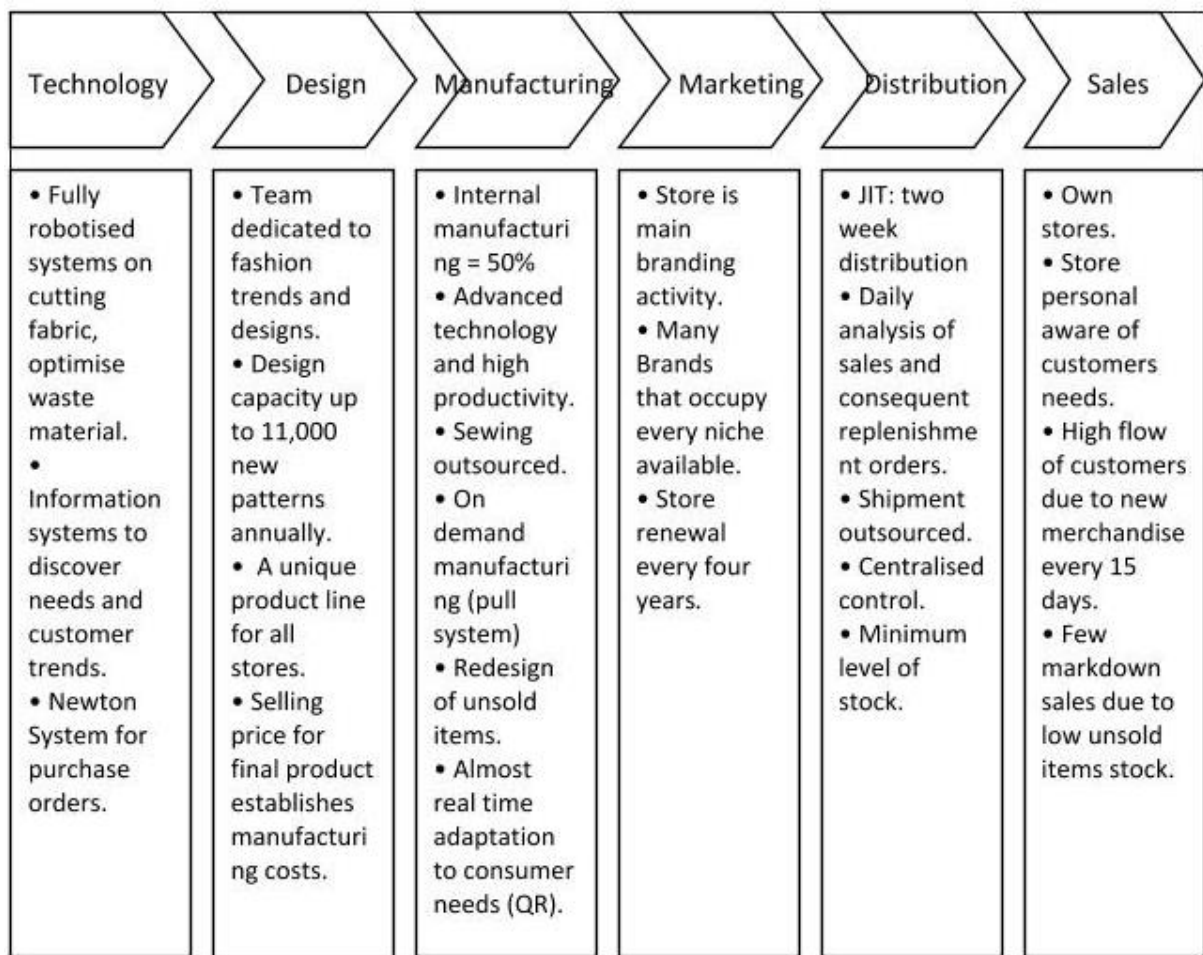 Technology
Design
Manufacturing
Marketing
Distribution
Sales
• Fully
robotised
systems on
cutting
fabric,
optimise
waste
material.
•
Information
systems to
discover
needs and
customer
trends.
• Newton
System for
purchase
orders.
• Team
dedicated to
fashion
trends and
designs.
• Design
capacity up
to 11,000
new
patterns
annually.
• A unique
product line
for all
stores.
• Selling
price for
final product
establishes
manufacturi
ng costs.
• Internal
manufacturi
ng = 50%
• Advanced
technology
and high
productivity.
• Sewing
outsourced.
• On
demand
manufacturi
ng (pull
system)
• Redesign
of unsold
items.
• Almost
real time
adaptation
to consumer
needs (QR).
• Store is
main
branding
activity.
• Many
Brands
that occupy
every niche
available.
• Store
renewal
every four
years.
• JIT: two
week
distribution
• Daily
analysis of
sales and
consequent
replenishme
nt orders.
• Shipment
outsourced.
• Centralised
control.
• Minimum
level of
stock.
• Own
stores.
• Store
personal
aware of
customers
needs.
• High flow
of customers
due to new
merchandise
every 15
days.
• Few
markdown
sales due to
low unsold
items stock.